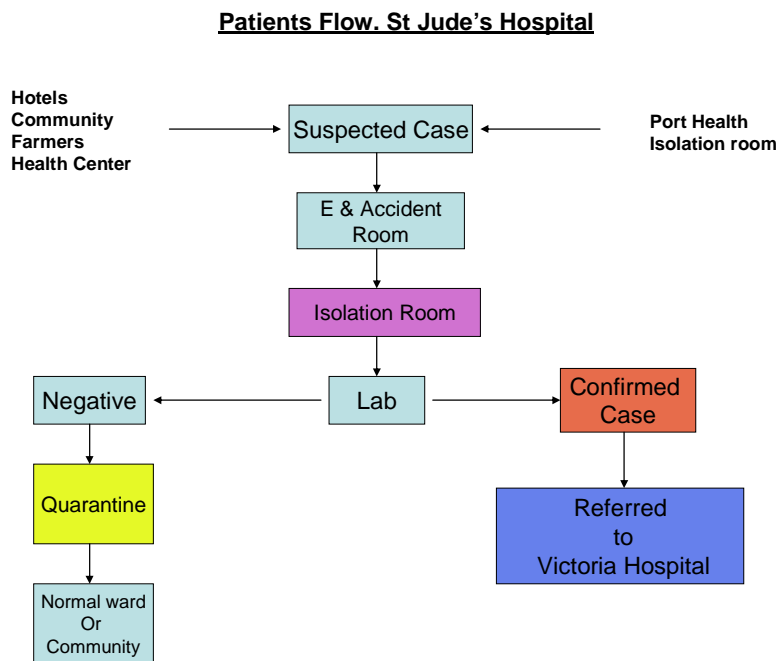 Patients Flow. St Jude’s Hospital
Hotels
Community
Farmers
Health Center
Suspected Case
Port Health
Isolation room
E & Accident
Room
Isolation Room
Negative
Lab
Confirmed
Case
Quarantine
Referred
to
Victoria Hospital
Normal ward
Or
Community